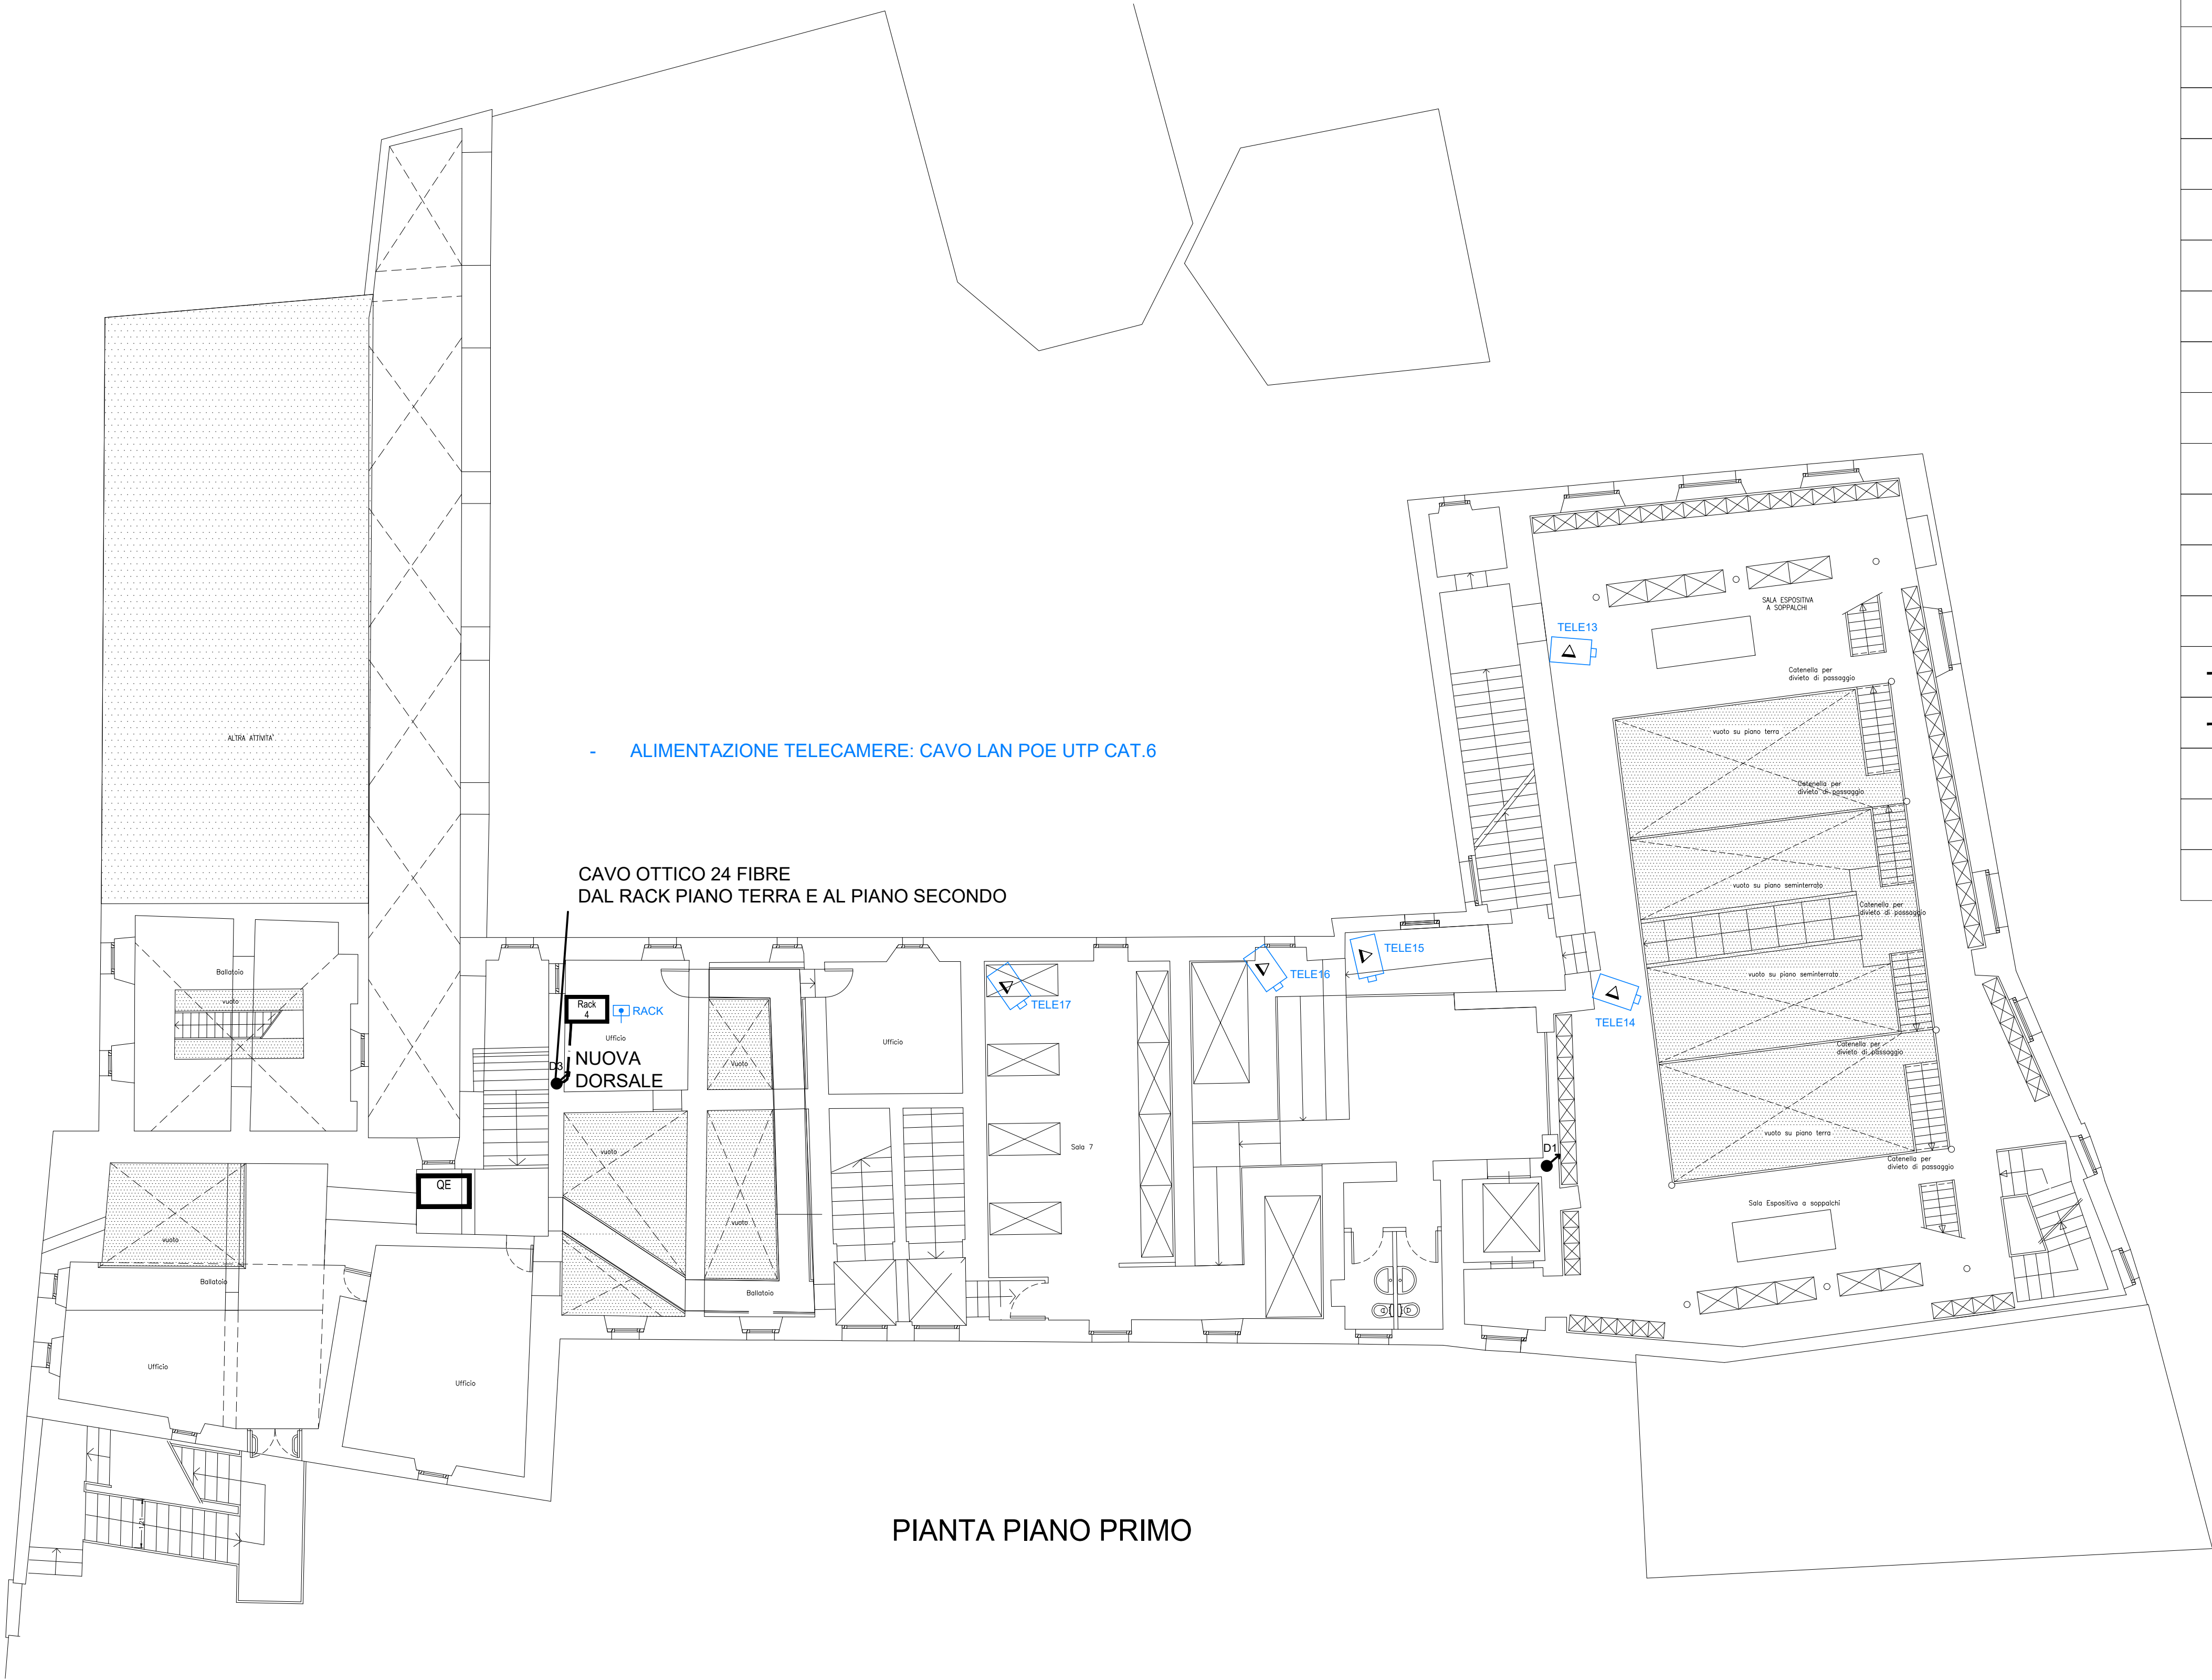 SALA ESPOSITIVA
A SOPPALCHI
TELE13
Catenella per
divieto di passaggio
vuoto su piano terra
ALTRA ATTIVITA'
- ALIMENTAZIONE TELECAMERE: CAVO LAN POE UTP CAT.6
Catenella per
divieto di passaggio
CAVO OTTICO 24 FIBRE
DAL RACK PIANO TERRA E AL PIANO SECONDO
vuoto su piano seminterrato
Catenella per
divieto di passaggio
TELE15
Ballatoio
TELE16
vuoto su piano seminterrato
vuoto
Rack
4
RACK
TELE17
TELE14
Ufficio
Ufficio
Catenella per
divieto di passaggio
D3
NUOVA
DORSALE
Vuoto
vuoto su piano terra
Sala 7
D1
vuoto
Catenella per
divieto di passaggio
QE
Sala Espositiva a soppalchi
vuoto
vuoto
Ballatoio
Ballatoio
Ufficio
Ufficio
1.21
PIANTA PIANO PRIMO